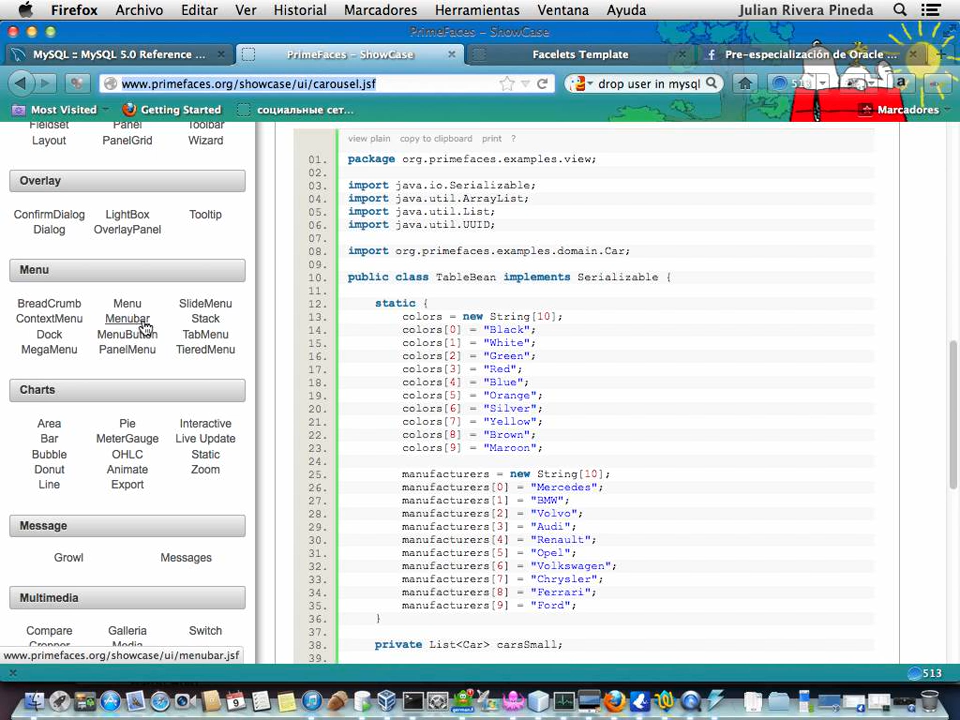 Firefox Archivo Editar Ver Historial Marcadores Herramientas Ventana Ayuda Julian Rivera Pineda
PrimeFaces – ShowCase
MySQL :: MySQL 5.0 Reference ... PrimeFaces – ShowCase Facelets Template Pre-especialización de Oracle ...
www.primefaces.org/showcase/ui/carousel.jsf drop user in mysql
Most Visited Getting Started социальные сет... Marcadores
Fieldset Panel Toolbar
Layout PanelGrid Wizard
Overlay
ConfirmDialog LightBox Tooltip
Dialog OverlayPanel
Menu
BreadCrumb Menu SlideMenu
ContextMenu Menubar Stack
Dock MenuButton TabMenu
MegaMenu PanelMenu TieredMenu
Charts
Area Pie Interactive
Bar MeterGauge Live Update
Bubble OHLC Static
Donut Animate Zoom
Line Export
Message
Growl Messages
Multimedia
Compare Galleria Switch
Cropper Media
www.primefaces.org/showcase/ui/menubar.jsf
view plain copy to clipboard print ?
01. package org.primefaces.examples.view;
02.
03. import java.io.Serializable;
04. import java.util.ArrayList;
05. import java.util.List;
06. import java.util.UUID;
07.
08. import org.primefaces.examples.domain.Car;
09.
10. public class TableBean implements Serializable {
11.
12. static {
13. colors = new String[10];
14. colors[0] = "Black";
15. colors[1] = "White";
16. colors[2] = "Green";
17. colors[3] = "Red";
18. colors[4] = "Blue";
19. colors[5] = "Orange";
20. colors[6] = "Silver";
21. colors[7] = "Yellow";
22. colors[8] = "Brown";
23. colors[9] = "Maroon";
24.
25. manufacturers = new String[10];
26. manufacturers[0] = "Mercedes";
27. manufacturers[1] = "BMW";
28. manufacturers[2] = "Volvo";
29. manufacturers[3] = "Audi";
30. manufacturers[4] = "Renault";
31. manufacturers[5] = "Opel";
32. manufacturers[6] = "Volkswagen";
33. manufacturers[7] = "Chrysler";
34. manufacturers[8] = "Ferrari";
35. manufacturers[9] = "Ford";
36. }
37.
38. private List<Car> carsSmall;
39.
513